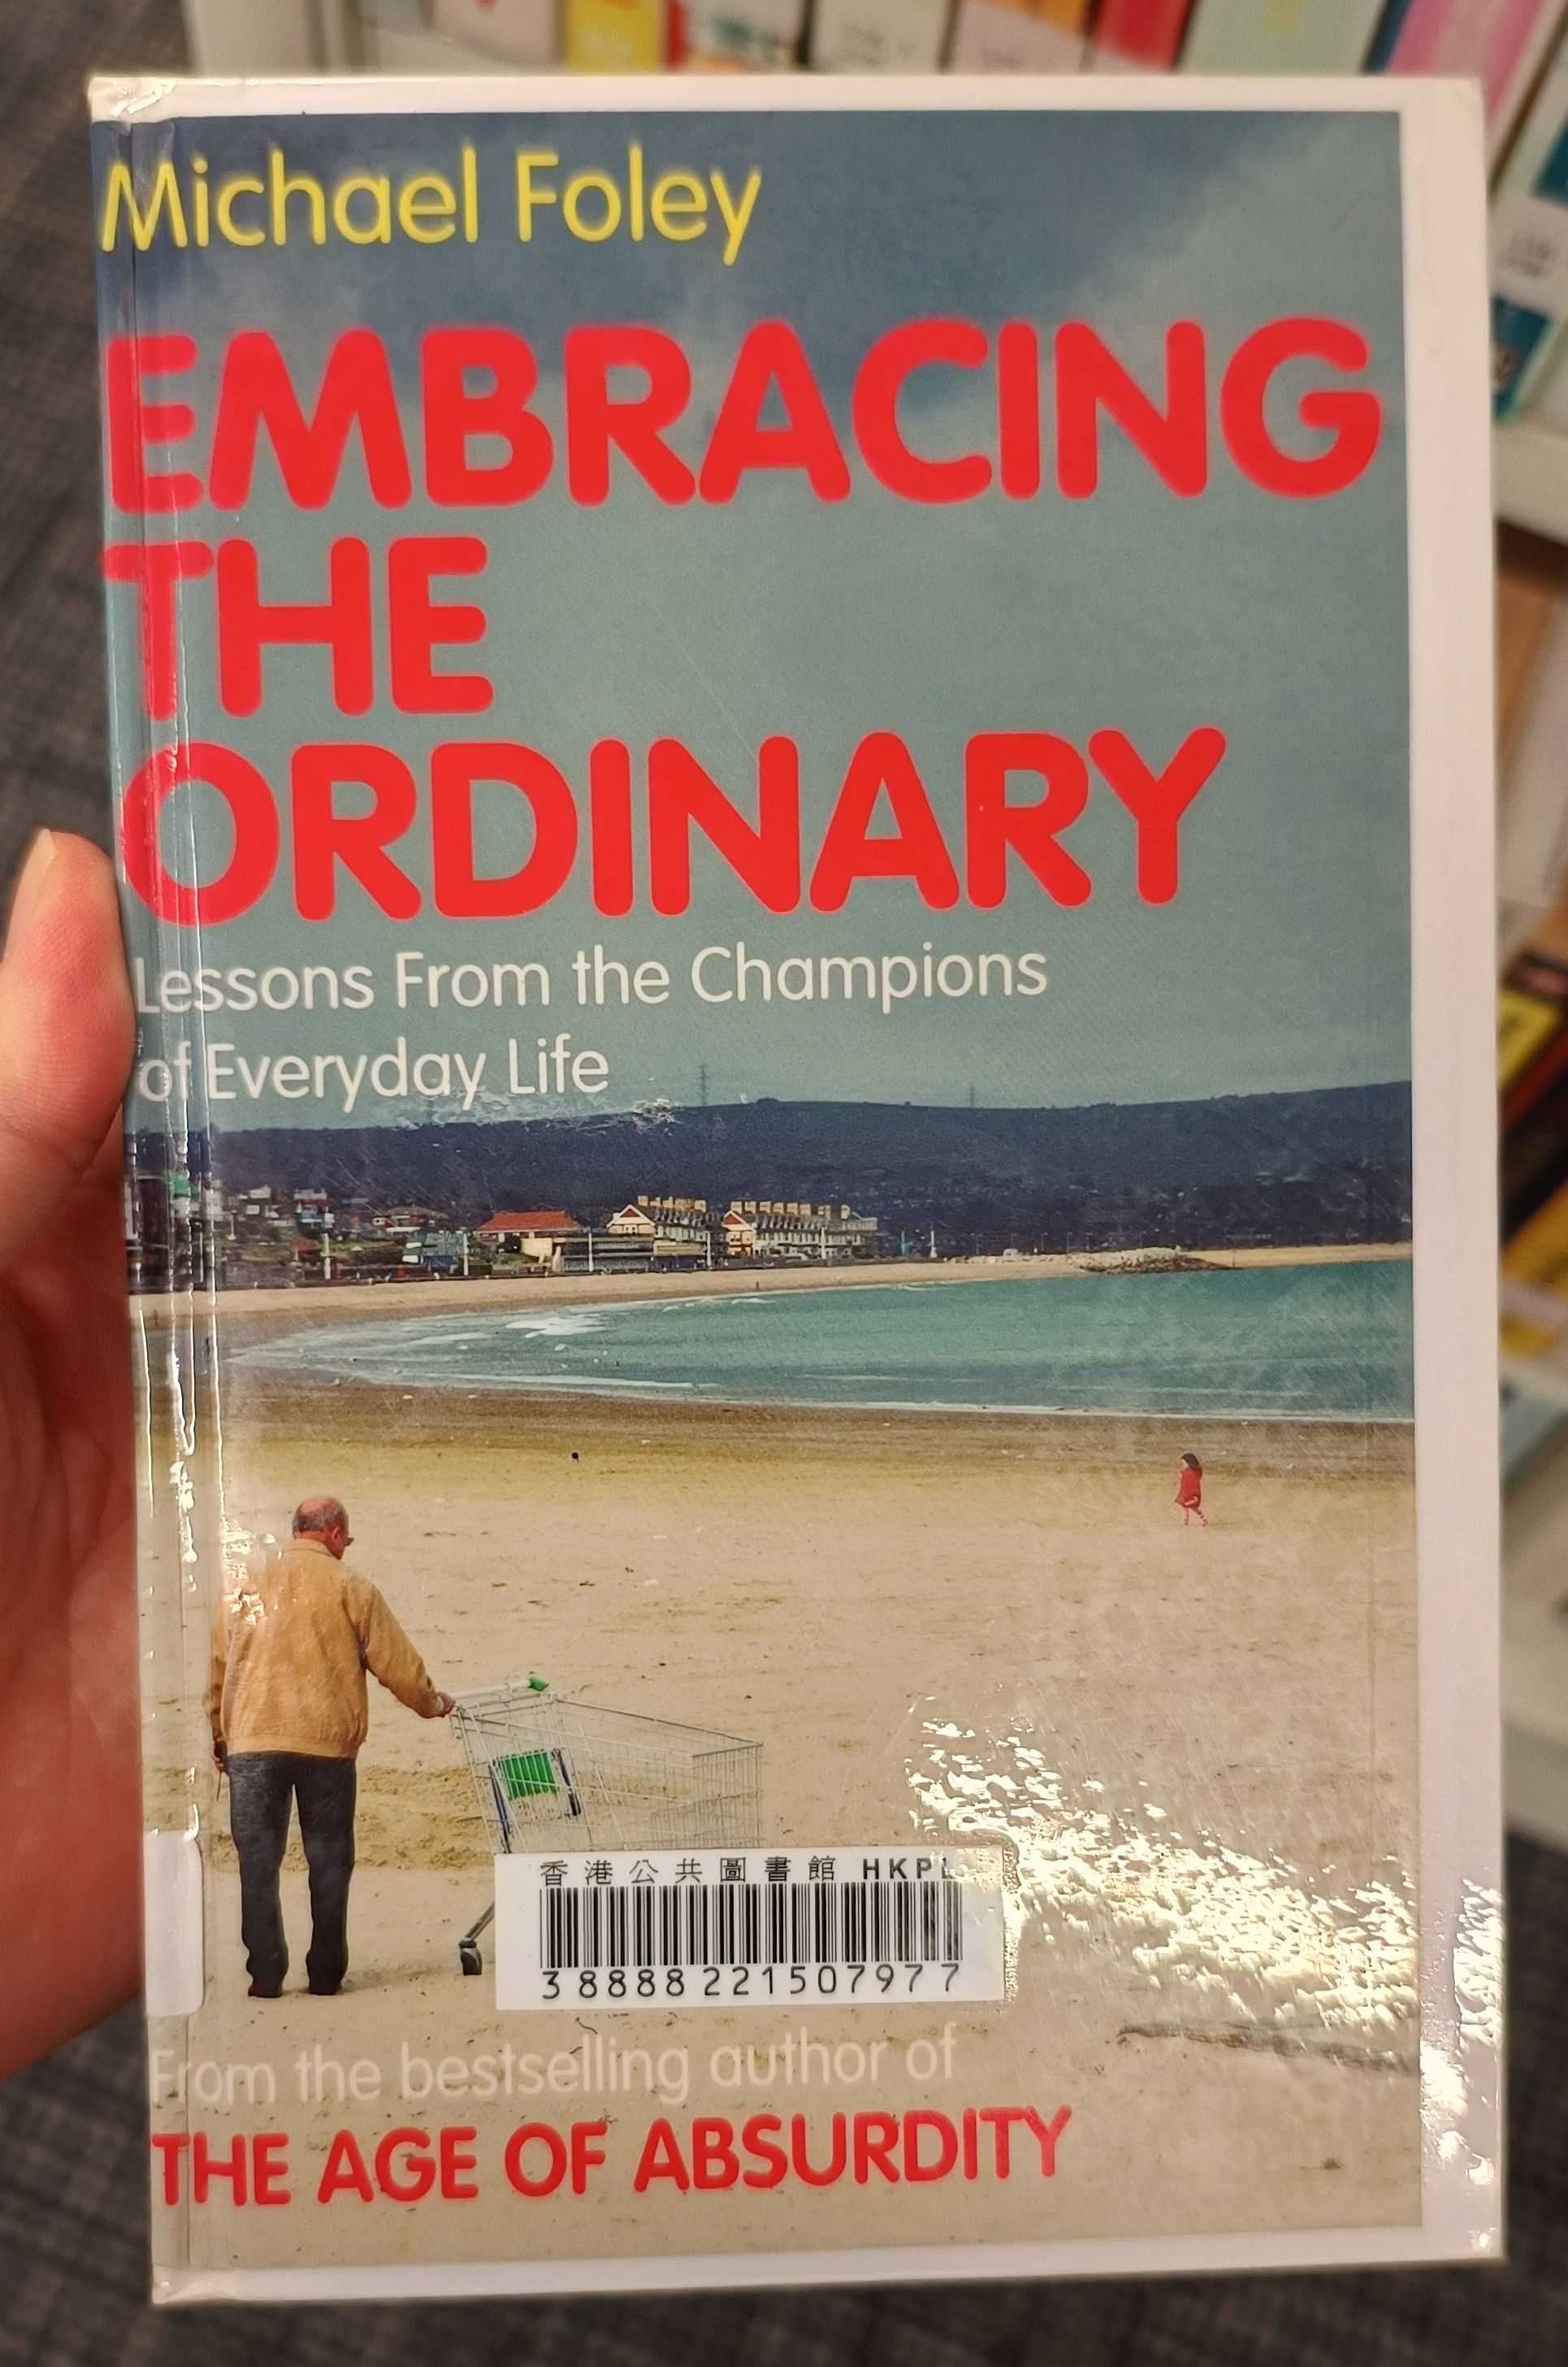 Michael Foley
EMBRACING
THE
ORDINARY
Lessons From the Champions
of Everyday Life
香港公共圖書館 HKPL
38888221507977
From the bestselling author of
THE AGE OF ABSURDITY